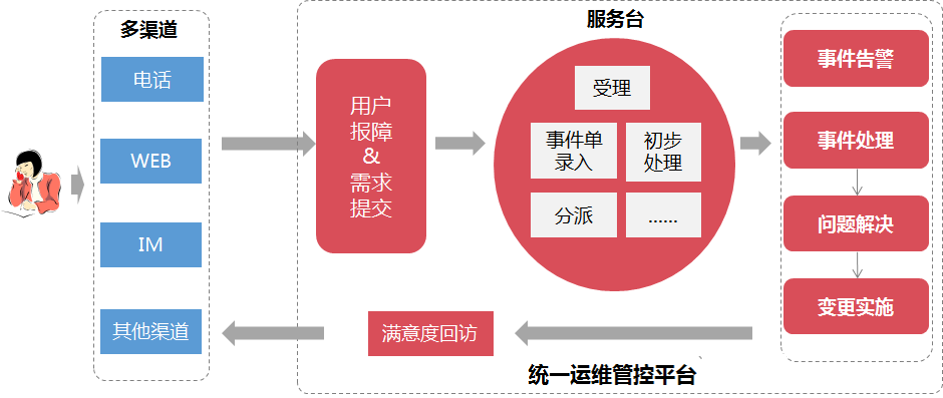 多渠道
电话
WEB
IM
其他渠道
用户
报障
&
需求
提交
服务台
受理
事件单
录入
初步
处理
分派
......
事件告警
事件处理
问题解决
变更实施
满意度回访
统一运维管控平台